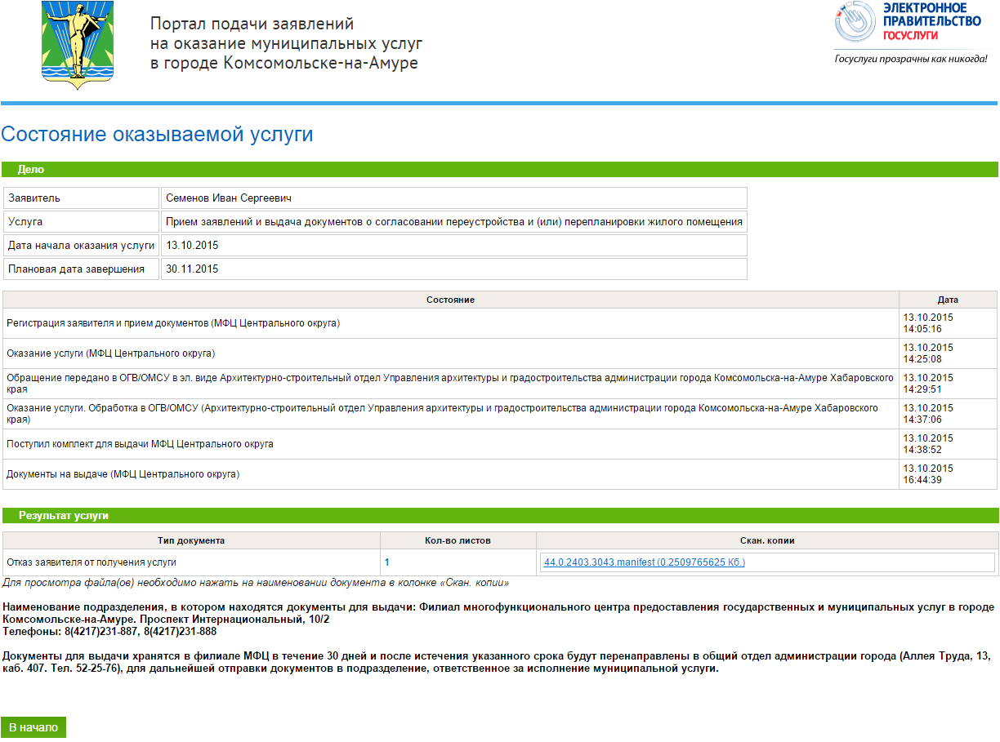 Портал подачи заявлений
на оказание муниципальных услуг
в городе Комсомольске-на-Амуре
ЭЛЕКТРОННОЕ
ПРАВИТЕЛЬСТВО
ГОСУСЛУГИ
Госуслуги прозрачны как никогда!
Состояние оказываемой услуги
Дело
Заявитель Семенов Иван Сергеевич
Услуга Прием заявлений и выдача документов о согласовании переустройства и (или) перепланировки жилого помещения
Дата начала оказания услуги 13.10.2015
Плановая дата завершения 30.11.2015
Состояние Дата
Регистрация заявителя и прием документов (МФЦ Центрального округа) 13.10.2015
14:05:16
Оказание услуги (МФЦ Центрального округа) 13.10.2015
14:25:08
Обращение передано в ОГВ/ОМСУ в эл. виде Архитектурно-строительный отдел Управления архитектуры и градостроительства администрации города Комсомольска-на-Амуре Хабаровского 13.10.2015
края 14:29:51
Оказание услуги. Обработка в ОГВ/ОМСУ (Архитектурно-строительный отдел Управления архитектуры и градостроительства администрации города Комсомольска-на-Амуре Хабаровского 13.10.2015
края) 14:37:06
Поступил комплект для выдачи МФЦ Центрального округа 13.10.2015
14:38:52
Документы на выдаче (МФЦ Центрального округа) 13.10.2015
16:44:39
Результат услуги
Тип документа Кол-во листов Скан. копии
Отказ заявителя от получения услуги 1 44.0.2403.3043.manifest (0.2509765625 Кб.)
Для просмотра файла(ов) необходимо нажать на наименовании документа в колонке «Скан. копии»
Наименование подразделения, в котором находятся документы для выдачи: Филиал многофункционального центра предоставления государственных и муниципальных услуг в городе
Комсомольске-на-Амуре. Проспект Интернациональный, 10/2
Телефоны: 8(4217)231-887, 8(4217)231-888
Документы для выдачи хранятся в филиале МФЦ в течение 30 дней и после истечения указанного срока будут перенаправлены в общий отдел администрации города (Аллея Труда, 13,
каб. 407. Тел. 52-25-76), для дальнейшей отправки документов в подразделение, ответственное за исполнение муниципальной услуги.
В начало